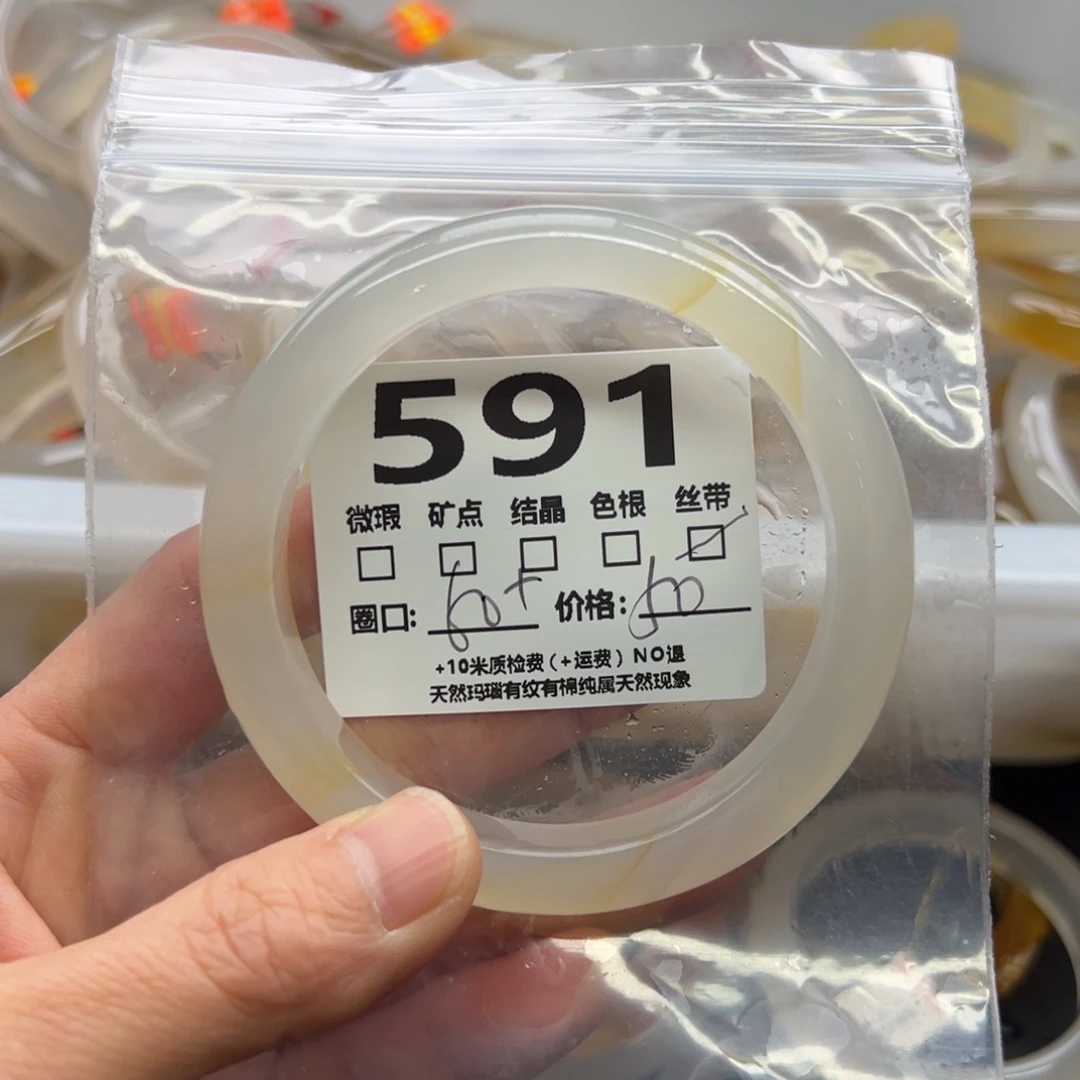 591
微瑕 矿点 结晶 色根 丝带
圈口: 60+ 价格:
+10米质检费(+运费)NO退
天然玛瑙有纹有棉纯属天然现象